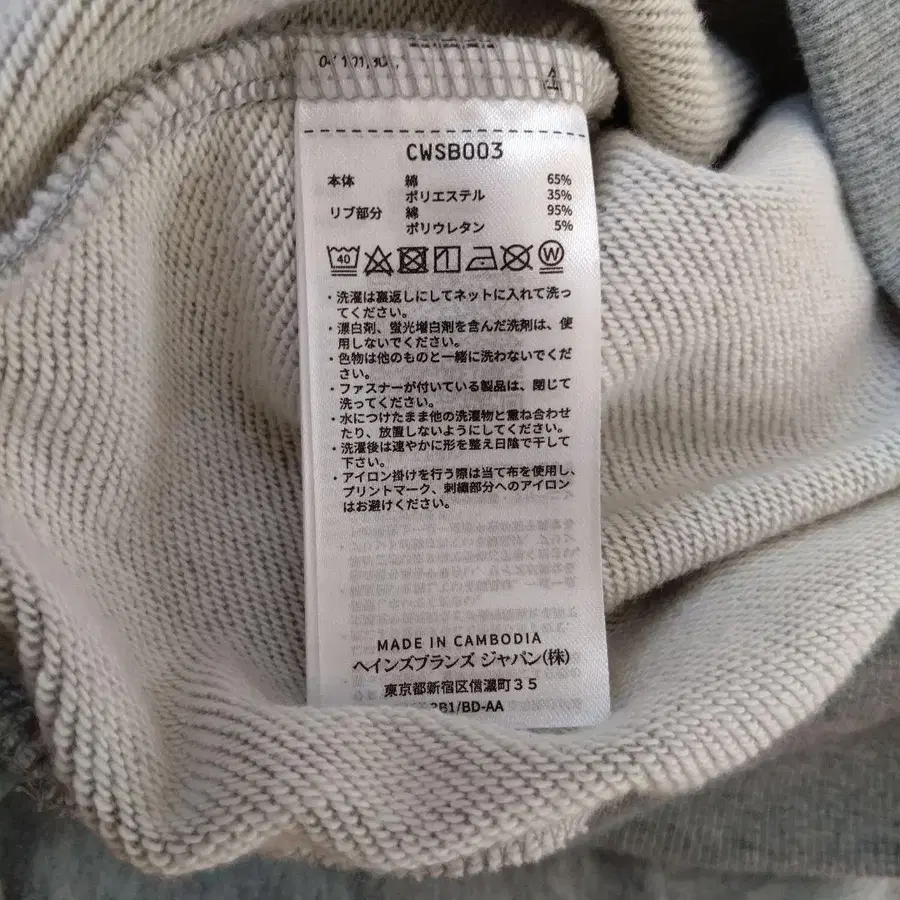 CWSB003
本体 綿 65%
ポリエステル 35%
リブ部分 綿 95%
ポリウレタン 5%
40
W
・洗濯は裏返しにしてネットに入れて洗っ
てください。
・漂白剤、蛍光増白剤を含んだ洗剤は、使
用しないでください。
・色物は他のものと一緒に洗わないでくだ
さい。
・ファスナーが付いている製品は、閉じて
洗ってください。
・水につけたまま他の洗濯物と重ね合わせ
たり、放置しないようにしてください。
・洗濯後は速やかに形を整え日陰で干して
下さい。
・アイロン掛けを行う際は当て布を使用し、
プリントマーク、刺繍部分へのアイロン
はお避けください。
MADE IN CAMBODIA
ヘインズブランズ ジャパン(株)
東京都新宿区信濃町35
B1/BD-AA